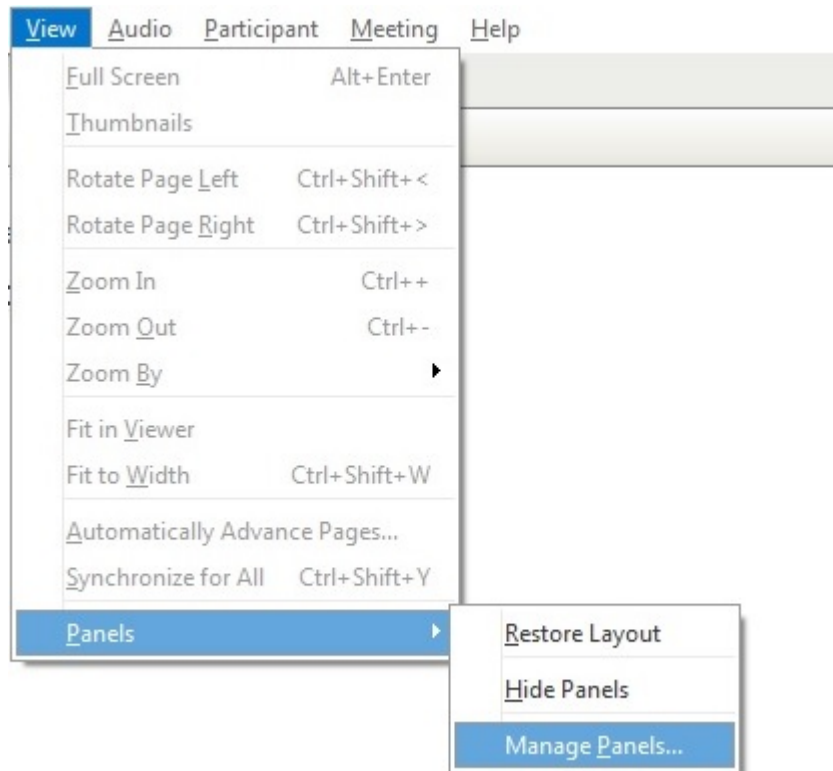 View Audio Participant Meeting Help
Full Screen Alt+Enter
Thumbnails
Rotate Page Left Ctrl+Shift+<
Rotate Page Right Ctrl+Shift+>
Zoom In Ctrl++
Zoom Out Ctrl+-
Zoom By
Fit in Viewer
Fit to Width Ctrl+Shift+W
Automatically Advance Pages...
Synchronize for All Ctrl+Shift+Y
Panels
Restore Layout
Hide Panels
Manage Panels...